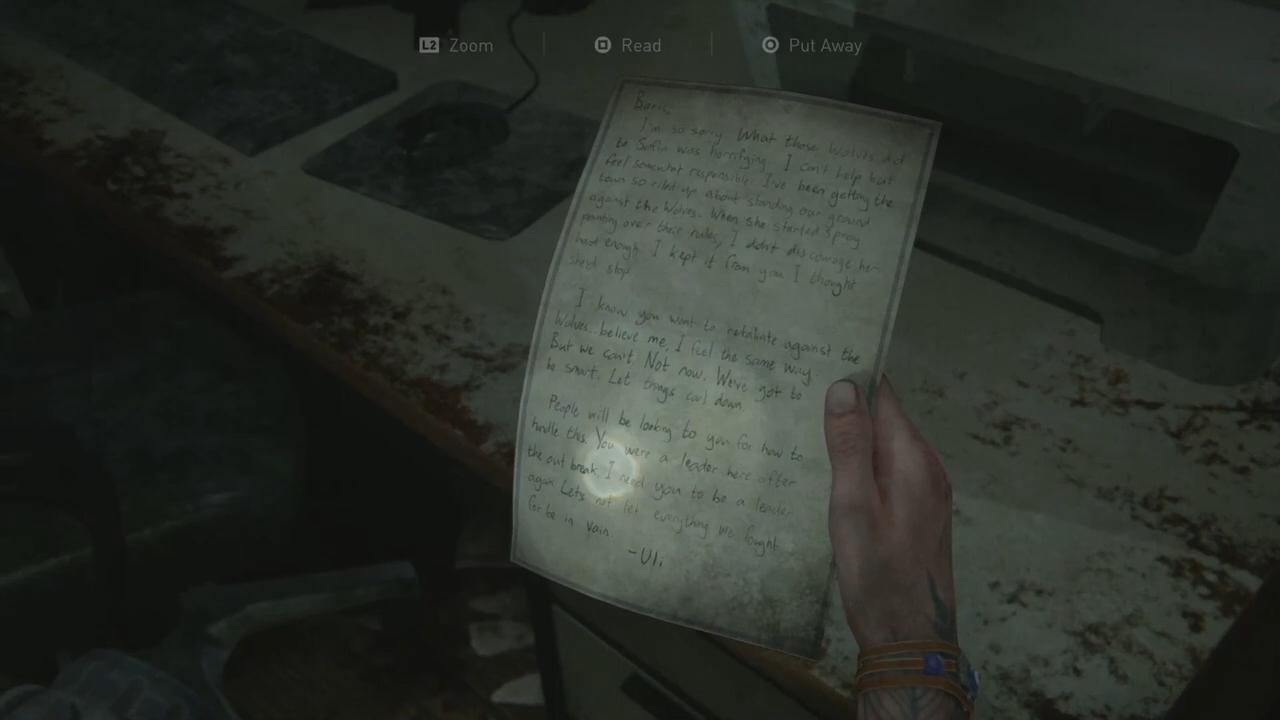 L2 Zoom
Read
Put Away
Boris,
I'm so sorry. What those Wolves did
to Sofia was horrifying. I can't help but
feel somewhat responsible. I've been getting the
town so riled up about standing our ground
against the Wolves. When she started spray
painting over their rules, I didn't discourage her
hard enough. I kept it from you I thought
she'd stop
I know you want to retaliate against the
Wolves.. believe me, I feel the same way.
But we can't. Not now. We've got to
be smart. Let things cool down.
People will be looking to you for how to
handle this. You were a leader here after
the out break. I need you to be a leader
again. Lets not let everything we fought
for be in vain.
-Uli